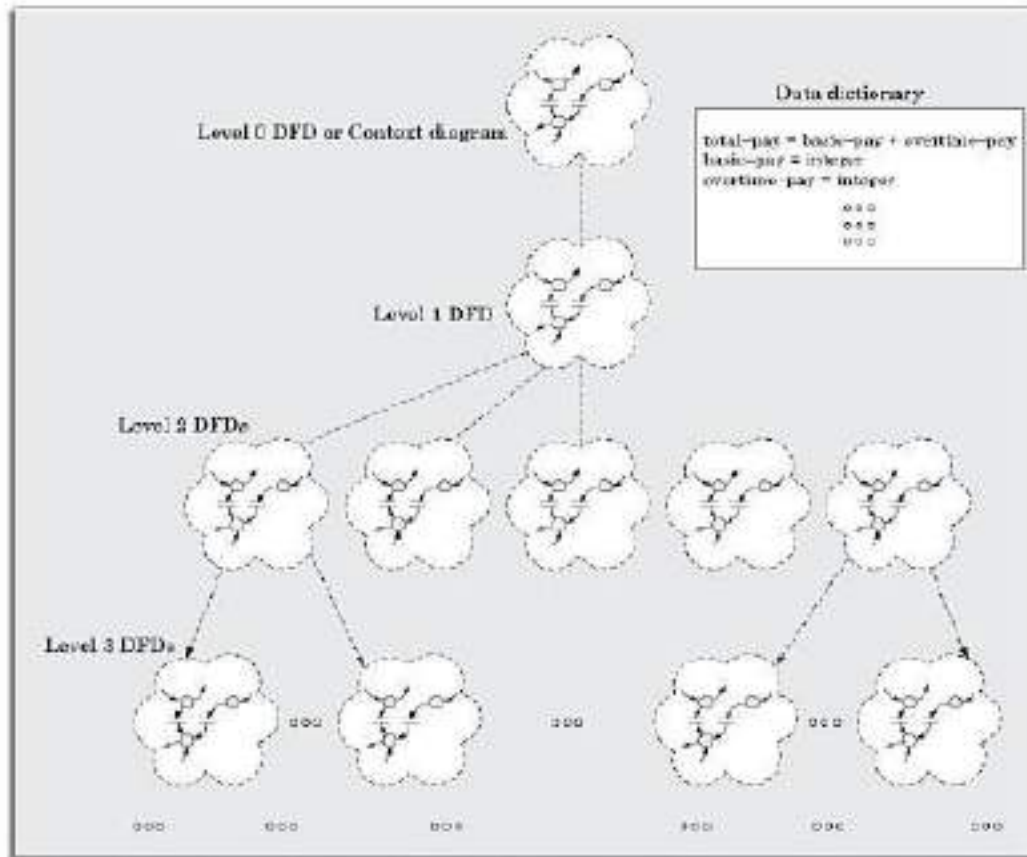 Data dictionary
Level 0 DFD or Context diagram
total-pay = basic-pay + overtime-pay
basic-pay = integer
overtime-pay = integer
Level 1 DFD
Level 2 DFDs
Level 3 DFDs